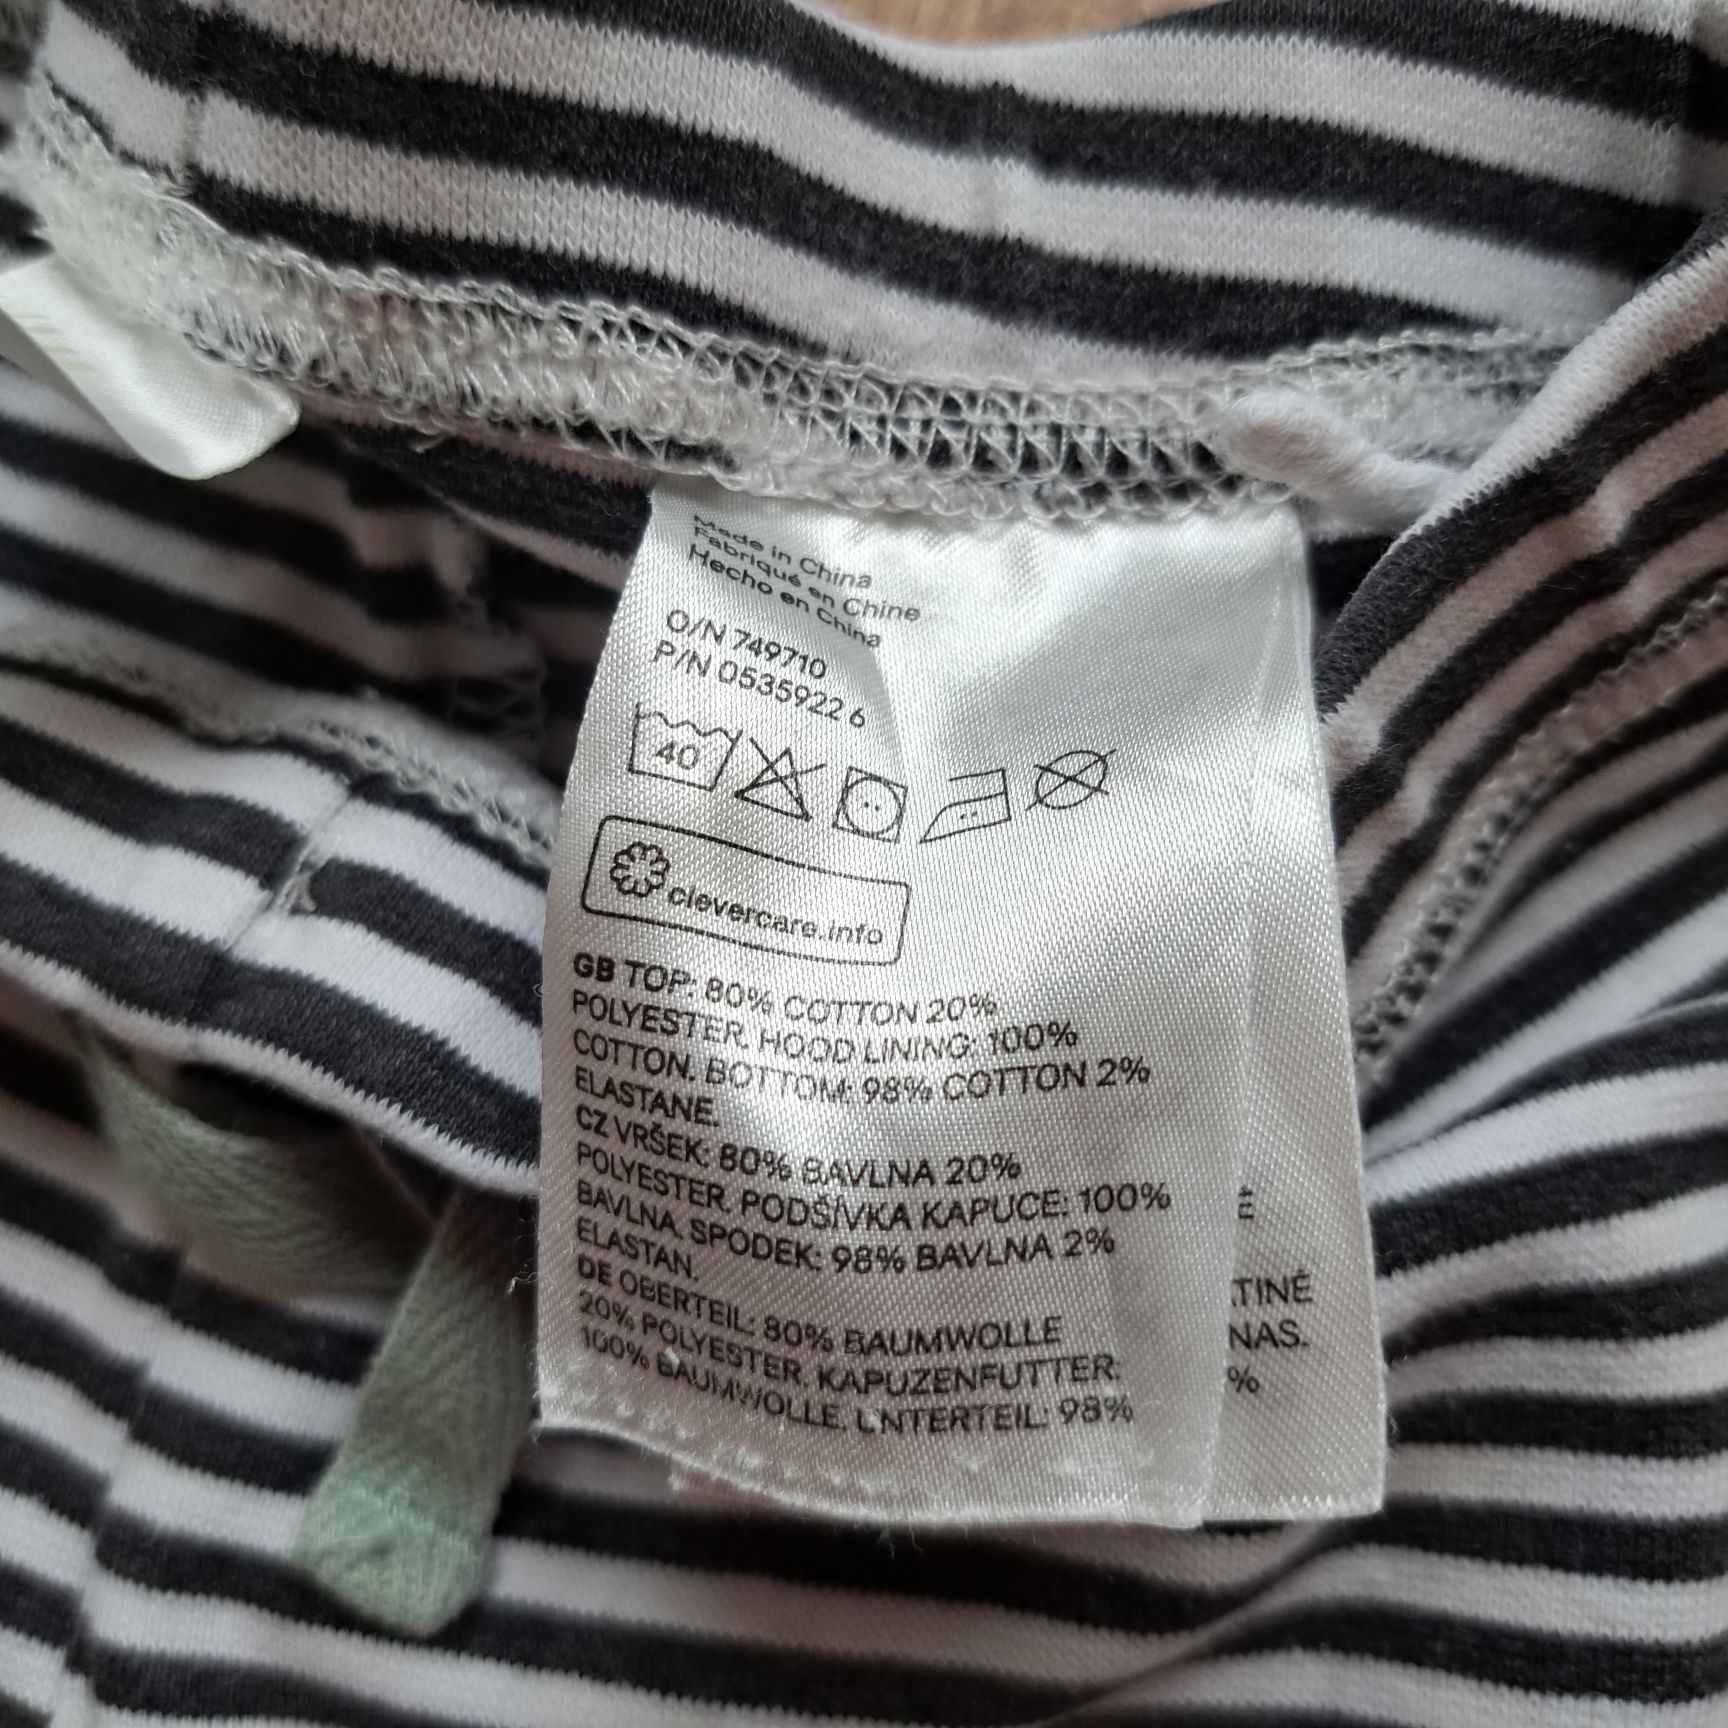 Made in China
Fabriqué en Chine
Hecho en China
O/N 749710
P/N 0535922 6
40
clevercare.info
GB TOP: 80% COTTON 20%
POLYESTER. HOOD LINING: 100%
COTTON. BOTTOM: 98% COTTON 2%
ELASTANE.
CZ VRŠEK: 80% BAVLNA 20%
POLYESTER. PODŠÍVKA KAPUCE: 100%
BAVLNA. SPODEK: 98% BAVLNA 2%
ELASTAN.
DE OBERTEIL: 80% BAUMWOLLE
20% POLYESTER. KAPUZENFUTTER:
100% BAUMWOLLE. UNTERTEIL: 98%
NAS.
%